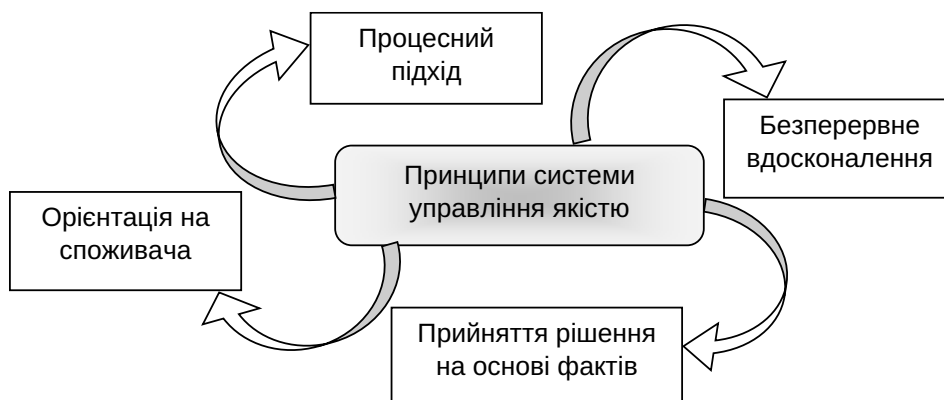 Процесний
підхід
Безперервне
вдосконалення
Принципи системи
управління якістю
Орієнтація на
споживача
Прийняття рішення
на основі фактів